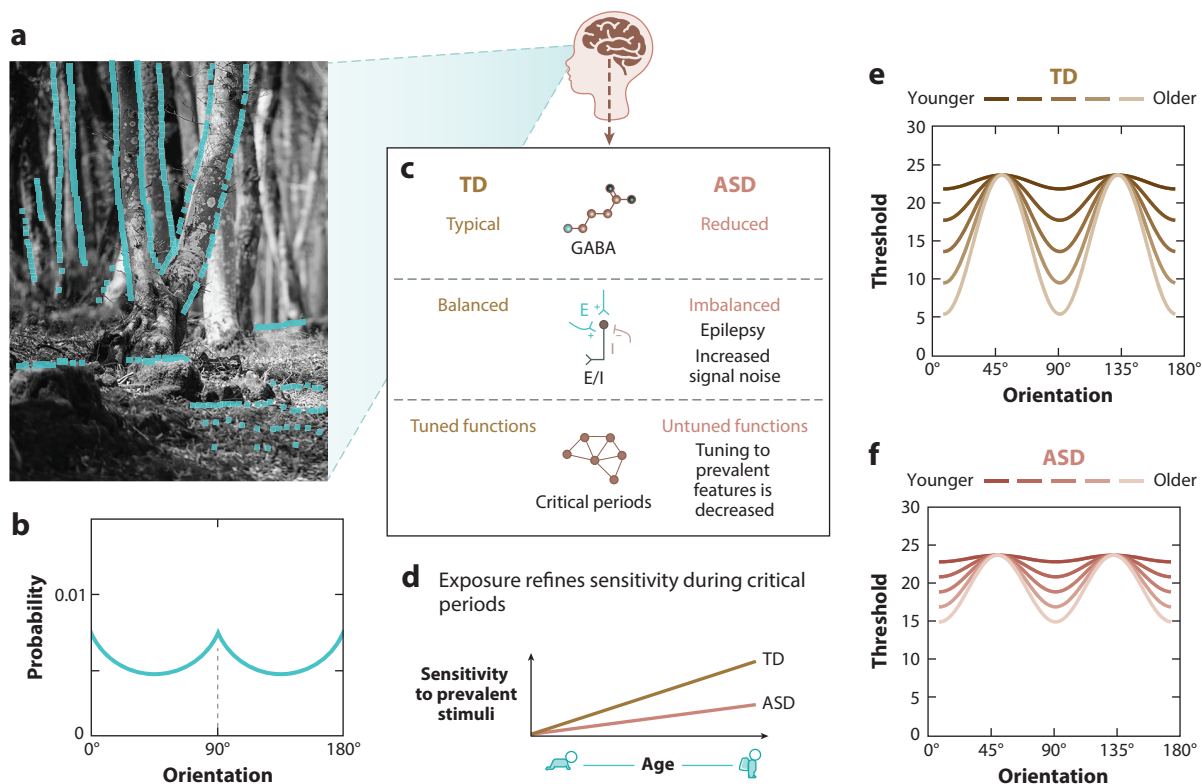 a
b
Probability
0.01
0
0°
90°
180°
Orientation
c
TD
ASD
Typical
GABA
Reduced
Balanced
E
+
+
–
I
E/I
Imbalanced
Epilepsy
Increased
signal noise
Tuned functions
Critical periods
Untuned functions
Tuning to
prevalent
features is
decreased
d
Exposure refines sensitivity during critical
periods
Sensitivity
to prevalent
stimuli
TD
ASD
Age
e
TD
Younger
Older
Threshold
30
25
20
15
10
5
0
0°
45°
90°
135°
180°
Orientation
f
ASD
Younger
Older
Threshold
30
25
20
15
10
5
0
0°
45°
90°
135°
180°
Orientation